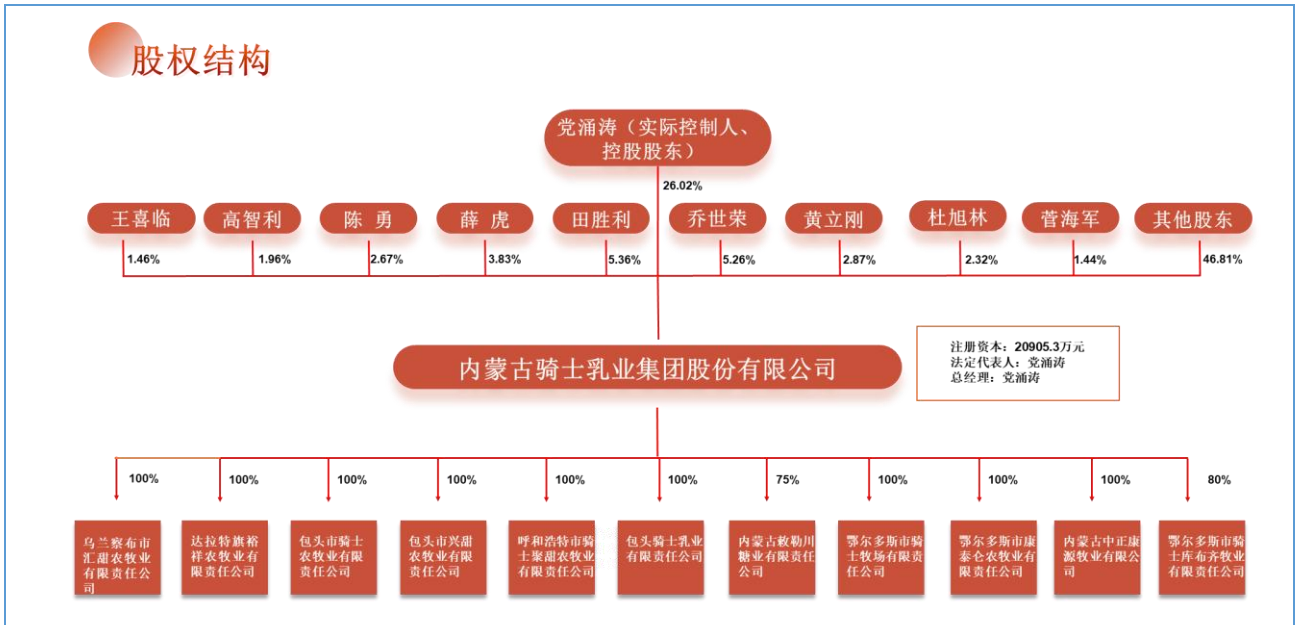 股权结构
党涌涛（实际控制人、
控股股东）
26.02%
王喜临
高智利
陈 勇
薛 虎
田胜利
乔世荣
黄立刚
杜旭林
菅海军
其他股东
1.46%
1.96%
2.67%
3.83%
5.36%
5.26%
2.87%
2.32%
1.44%
46.81%
内蒙古骑士乳业集团股份有限公司
注册资本：20905.3万元
法定代表人：党涌涛
总经理：党涌涛
100%
100%
100%
100%
100%
100%
75%
100%
100%
100%
80%
乌兰察布市
汇甜农牧业
有限责任公
司
达拉特旗裕
祥农牧业有
限责任公司
包头市骑士
农牧业有限
责任公司
包头市兴甜
农牧业有限
责任公司
呼和浩特市骑
士聚甜农牧业
有限责任公司
包头骑士乳业
有限责任公司
内蒙古敕勒川
糖业有限责任
公司
鄂尔多斯市骑
士牧场有限责
任公司
鄂尔多斯市康
泰仑农牧业有
限责任公司
内蒙古中正康
源牧业有限公
司
鄂尔多斯市骑
士库布齐牧业
有限责任公司